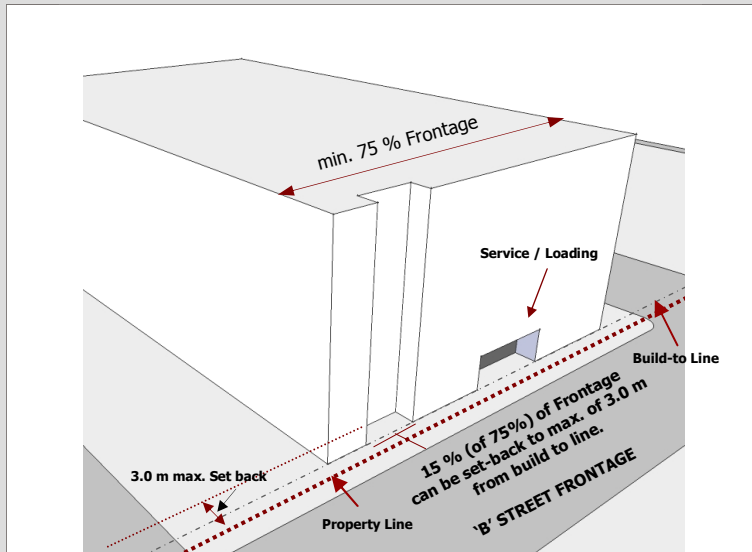 min. 75 % Frontage
Service / Loading
Build-to Line
15 % (of 75%) of Frontage
can be set-back to max. of 3.0 m
from build to line.
3.0 m max. Set back
Property Line
‘B’ STREET FRONTAGE